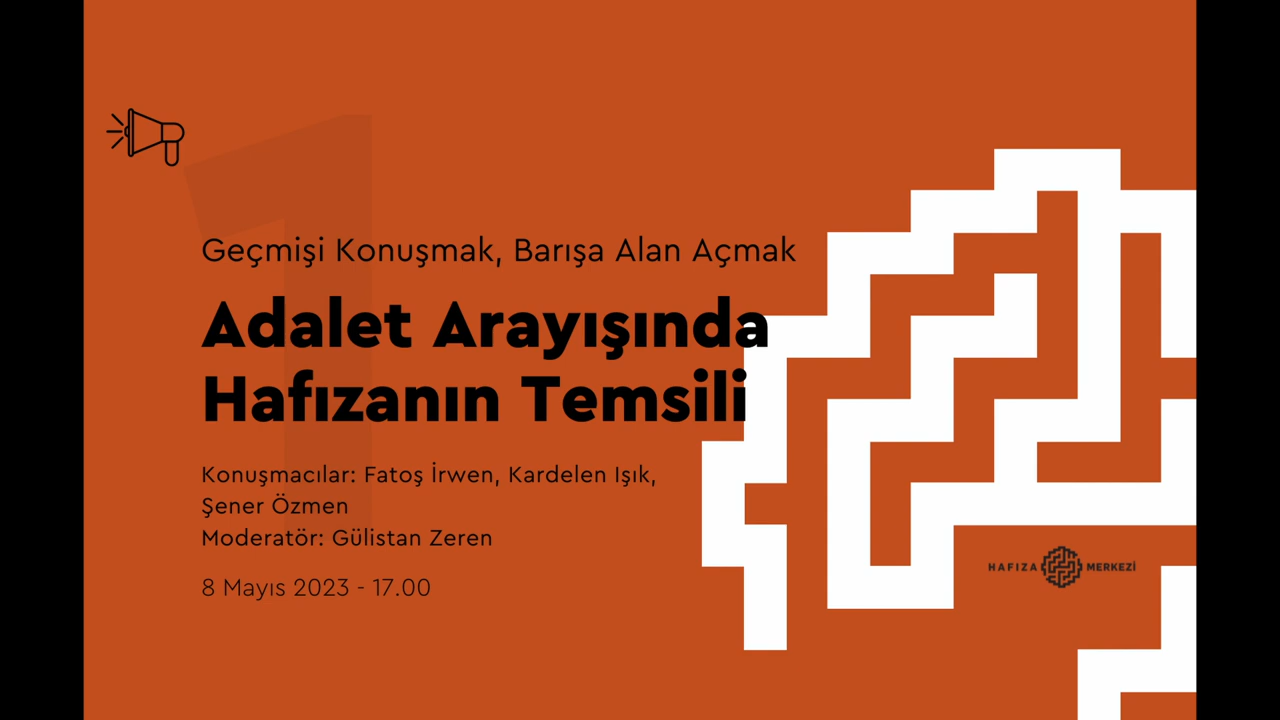 1
Geçmişi Konuşmak, Barışa Alan Açmak
Adalet Arayışında
Hafızanın Temsili
Konuşmacılar: Fatoş İrwen, Kardelen Işık,
Şener Özmen
Moderatör: Gülistan Zeren
8 Mayıs 2023 - 17.00
HAFIZA MERKEZİ